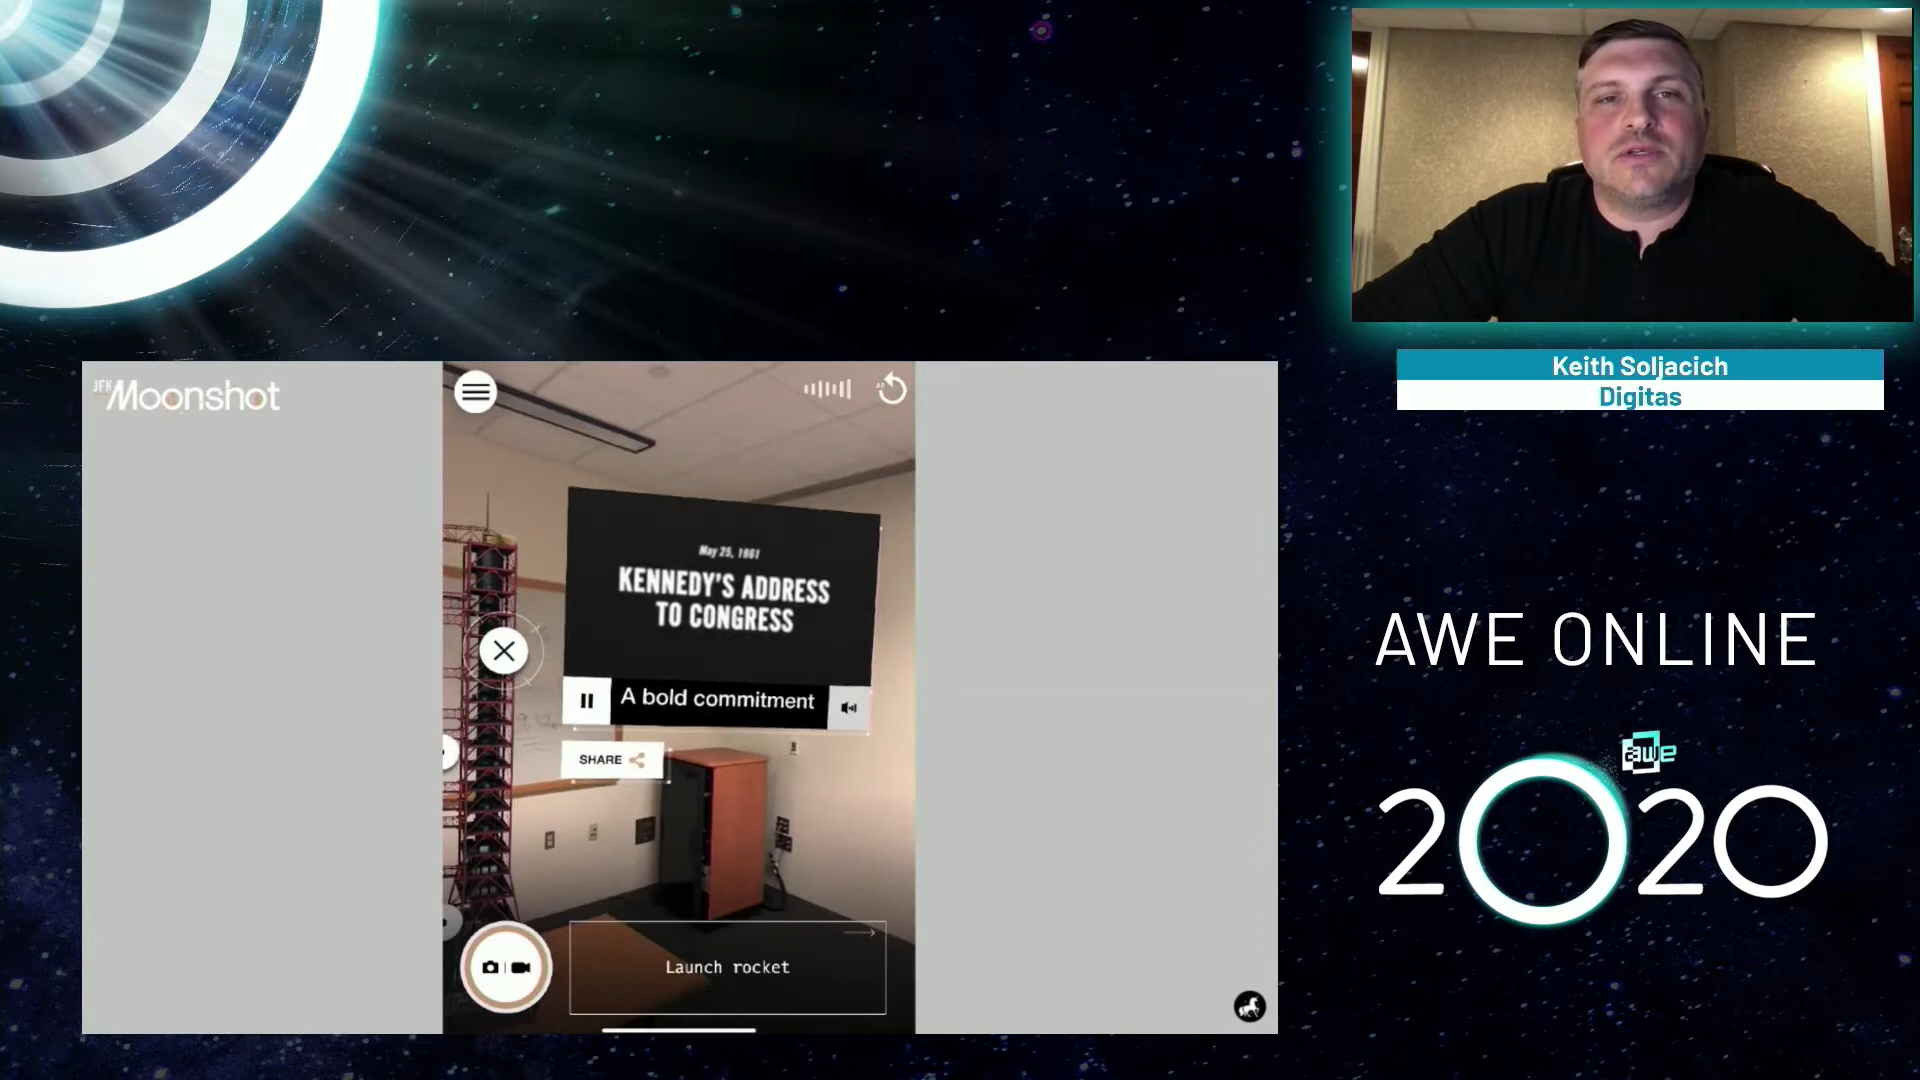 Keith Soljacich
Digitas
JFK
Moonshot
AR
May 25, 1961
KENNEDY'S ADDRESS
TO CONGRESS
A bold commitment
SHARE
Launch rocket
AWE ONLINE
awe
2020